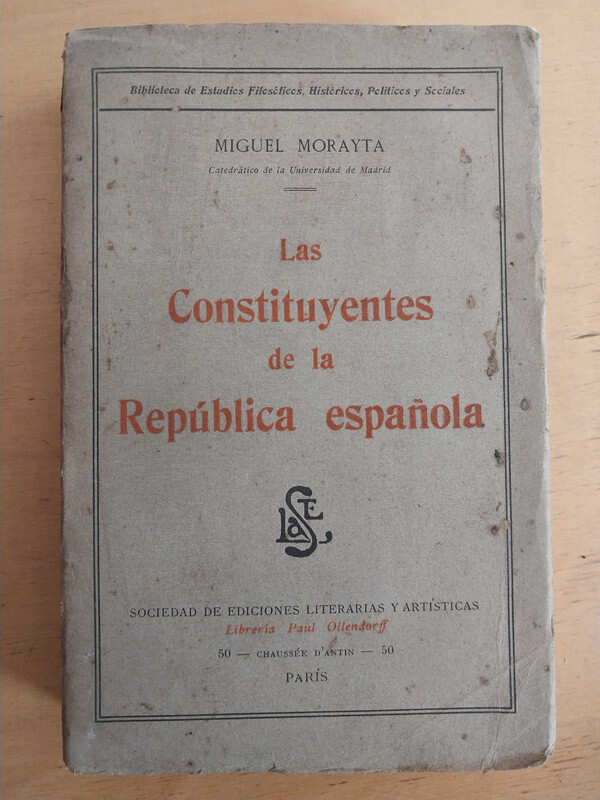 Biblioteca de Estudios Filosóficos, Históricos, Políticos y Sociales
MIGUEL MORAYTA
Catedrático de la Universidad de Madrid
Las
Constituyentes
de la
República española
SELA
SOCIEDAD DE EDICIONES LITERARIAS Y ARTÍSTICAS
Librería Paul Ollendorff
50 — CHAUSSÉE D'ANTIN — 50
PARÍS